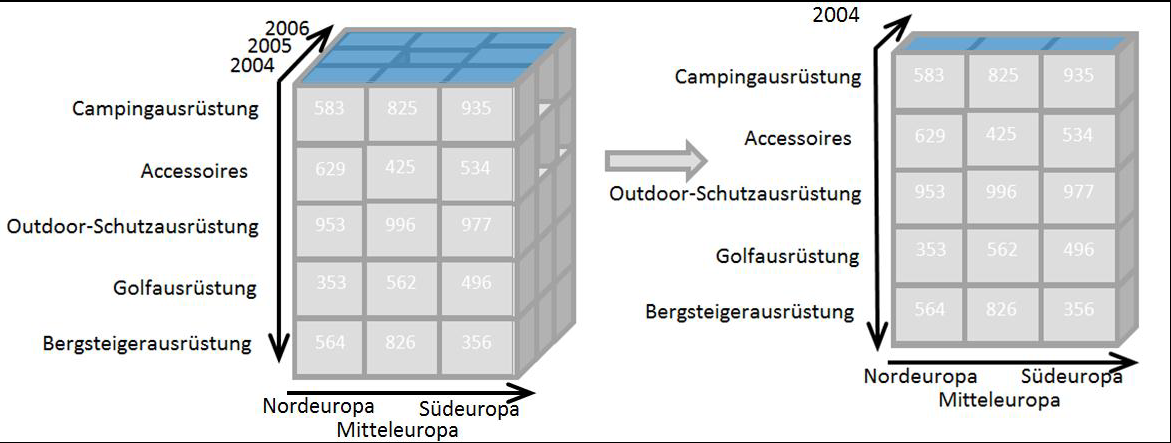 2006
2005
2004
Campingausrüstung 583 825 935
Accessoires 629 425 534
Outdoor-Schutzausrüstung 953 996 977
Golfausrüstung 353 562 496
Bergsteigerausrüstung 564 826 356
Nordeuropa Südeuropa
Mitteleuropa
2004
Campingausrüstung 583 825 935
Accessoires 629 425 534
Outdoor-Schutzausrüstung 953 996 977
Golfausrüstung 353 562 496
Bergsteigerausrüstung 564 826 356
Nordeuropa Südeuropa
Mitteleuropa